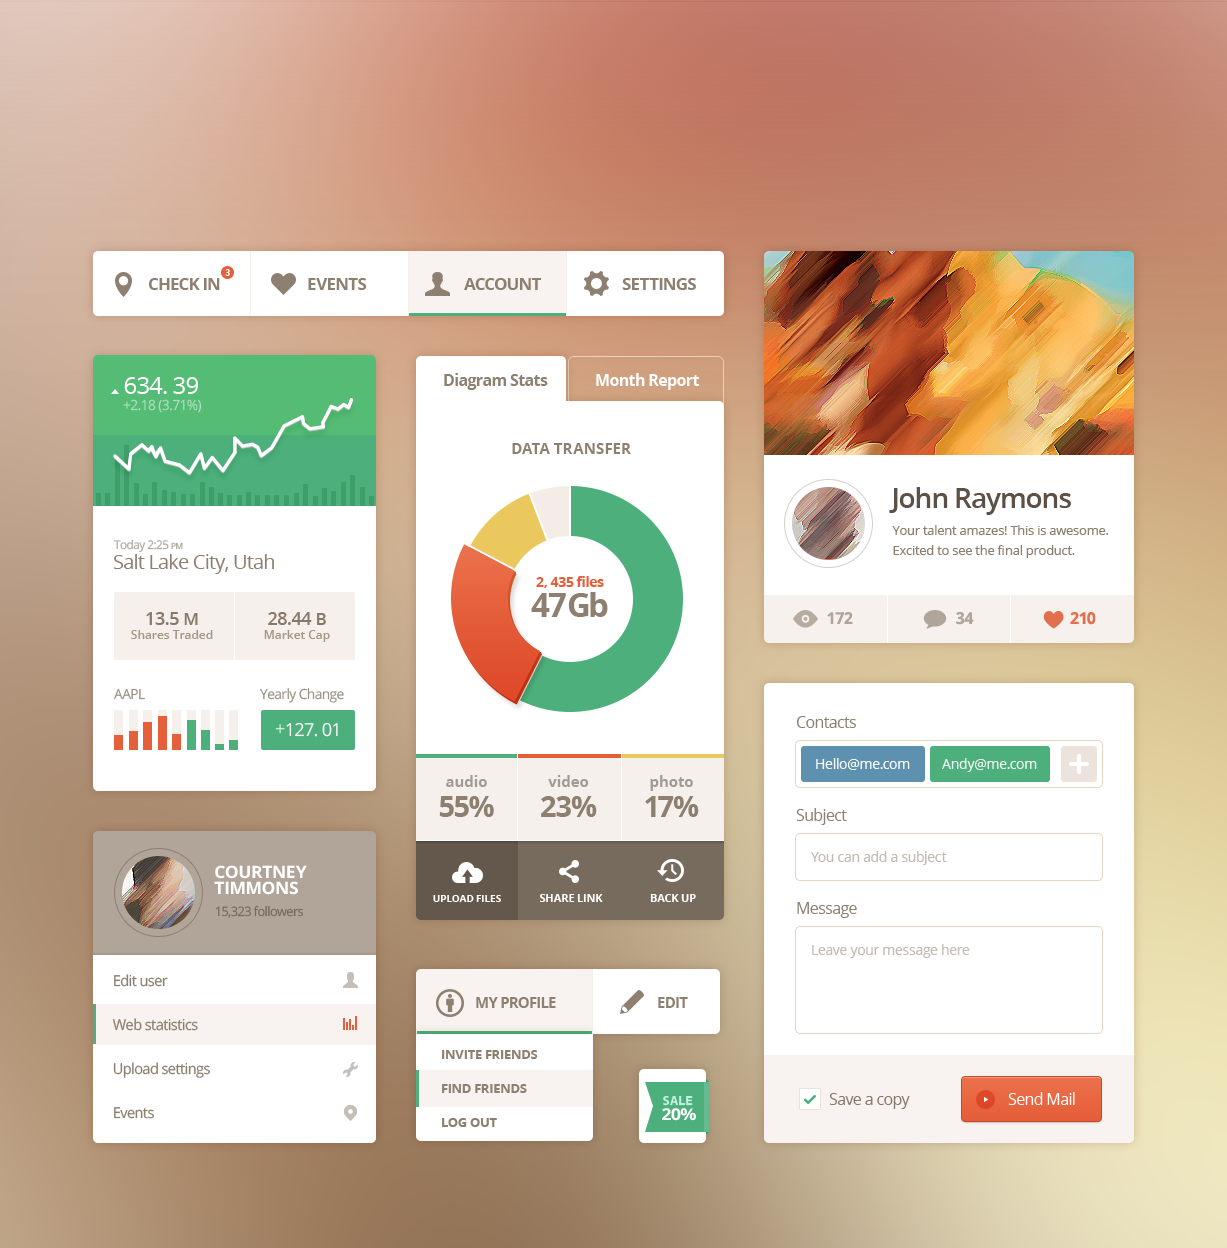 CHECK IN 3
EVENTS
ACCOUNT
SETTINGS
634. 39
+2.18 (3.71%)
Today 2:25 PM
Salt Lake City, Utah
13.5 M
Shares Traded
28.44 B
Market Cap
AAPL
Yearly Change
+127. 01
COURTNEY
TIMMONS
15,323 followers
Edit user
Web statistics
Upload settings
Events
Diagram Stats
Month Report
DATA TRANSFER
2, 435 files
47Gb
audio
55%
video
23%
photo
17%
UPLOAD FILES
SHARE LINK
BACK UP
MY PROFILE
EDIT
INVITE FRIENDS
FIND FRIENDS
LOG OUT
SALE
20%
John Raymons
Your talent amazes! This is awesome.
Excited to see the final product.
172
34
210
Contacts
Hello@me.com
Andy@me.com
Subject
You can add a subject
Message
Leave your message here
Save a copy
Send Mail